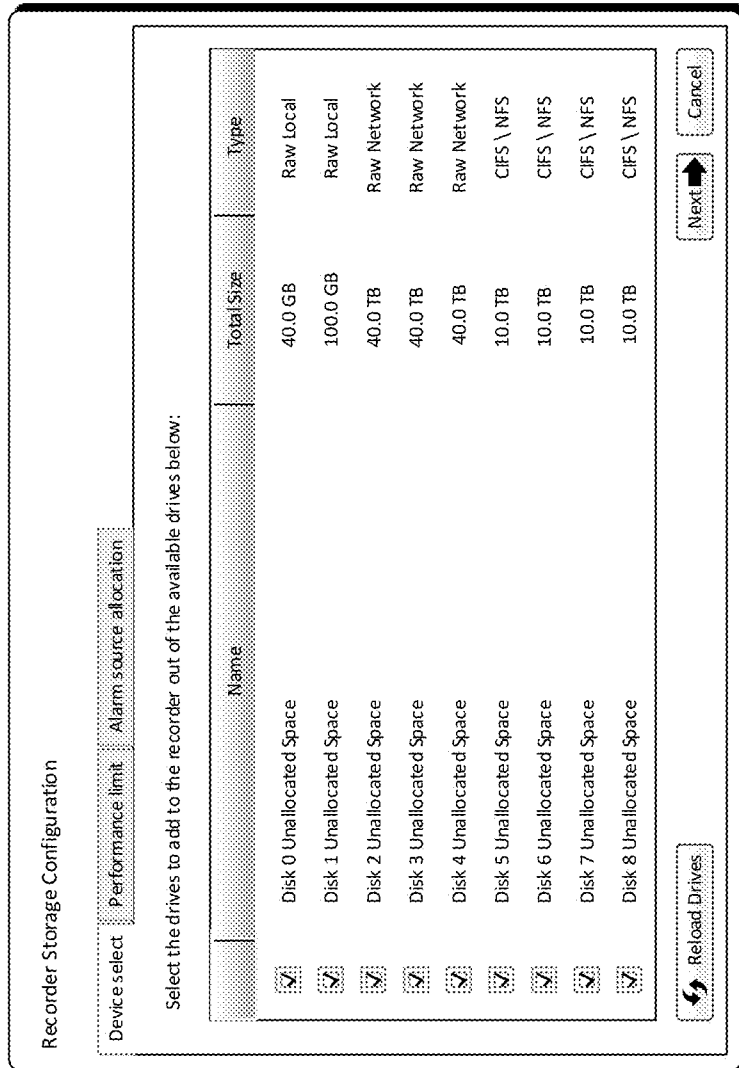 Recorder Storage Configuration
Device select Performance limit Alarm source allocation
Select the drives to add to the recorder out of the available drives below:
Name Total Size Type
Disk 0 Unallocated Space 40.0 GB Raw Local
Disk 1 Unallocated Space 100.0 GB Raw Local
Disk 2 Unallocated Space 40.0 TB Raw Network
Disk 3 Unallocated Space 40.0 TB Raw Network
Disk 4 Unallocated Space 40.0 TB Raw Network
Disk 5 Unallocated Space 10.0 TB CIFS \ NFS
Disk 6 Unallocated Space 10.0 TB CIFS \ NFS
Disk 7 Unallocated Space 10.0 TB CIFS \ NFS
Disk 8 Unallocated Space 10.0 TB CIFS \ NFS
Reload Drives Next Cancel